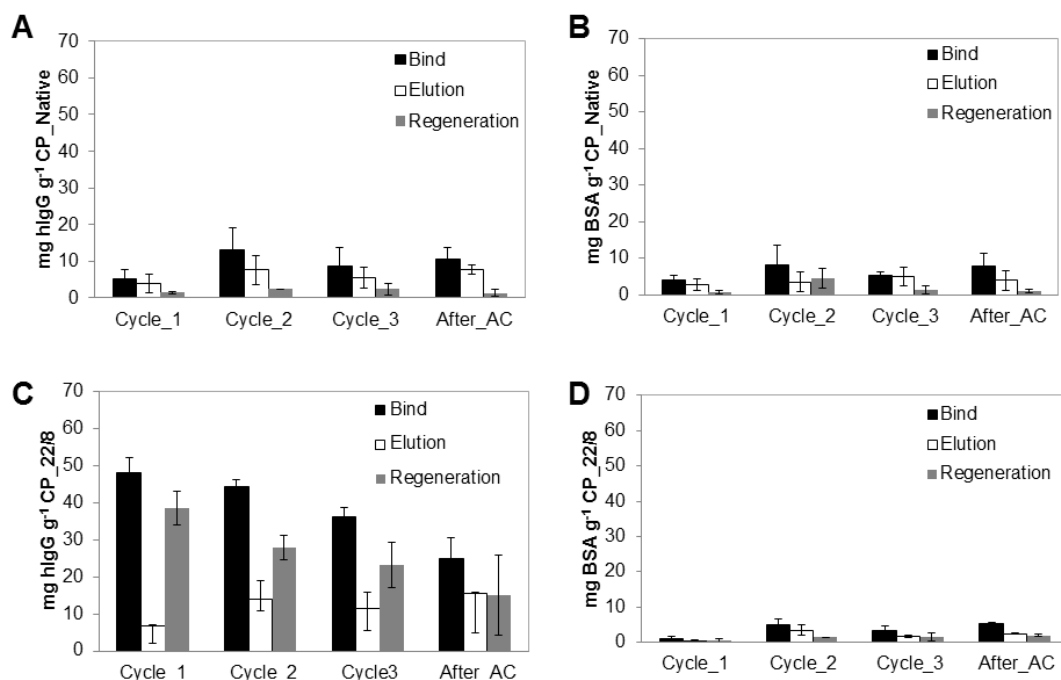 A
mg hIgG g⁻¹ CP_Native
70
60
50
40
30
20
10
0
Bind
Elution
Regeneration
Cycle_1 Cycle_2 Cycle_3 After_AC
B
mg BSA g⁻¹ CP_Native
70
60
50
40
30
20
10
0
Bind
Elution
Regeneration
Cycle_1 Cycle_2 Cycle_3 After_AC
C
mg hIgG g⁻¹ CP_22/8
70
60
50
40
30
20
10
0
Bind
Elution
Regeneration
Cycle_1 Cycle_2 Cycle3 After_AC
D
mg BSA g⁻¹ CP_22/8
70
60
50
40
30
20
10
0
Bind
Elution
Regeneration
Cycle_1 Cycle_2 Cycle_3 After_AC